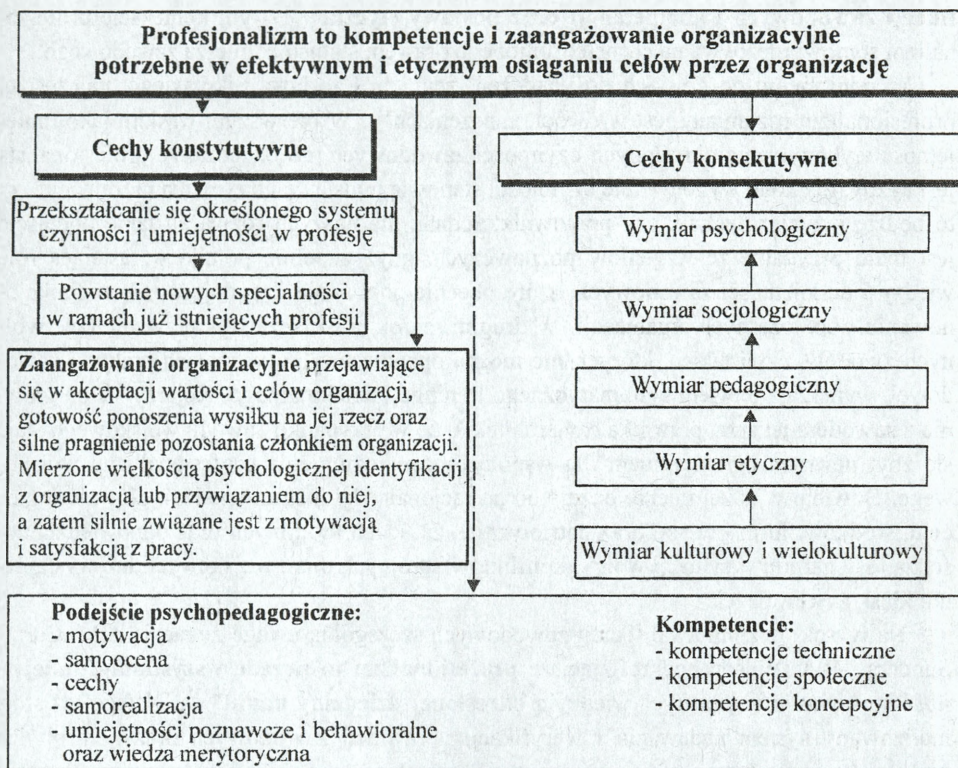 Profesjonalizm to kompetencje i zaangażowanie organizacyjne
potrzebne w efektywnym i etycznym osiąganiu celów przez organizację
Cechy konstytutywne
Przekształcanie się określonego systemu
czynności i umiejętności w profesję
Powstanie nowych specjalności
w ramach już istniejących profesji
Zaangażowanie organizacyjne przejawiające
się w akceptacji wartości i celów organizacji,
gotowość ponoszenia wysiłku na jej rzecz oraz
silne pragnienie pozostania członkiem organizacji.
Mierzone wielkością psychologicznej identyfikacji
z organizacją lub przywiązaniem do niej,
a zatem silnie związane jest z motywacją
i satysfakcją z pracy.
Cechy konsekutywne
Wymiar psychologiczny
Wymiar socjologiczny
Wymiar pedagogiczny
Wymiar etyczny
Wymiar kulturowy i wielokulturowy
Podejście psychopedagogiczne:
- motywacja
- samoocena
- cechy
- samorealizacja
- umiejętności poznawcze i behawioralne
oraz wiedza merytoryczna
Kompetencje:
- kompetencje techniczne
- kompetencje społeczne
- kompetencje koncepcyjne